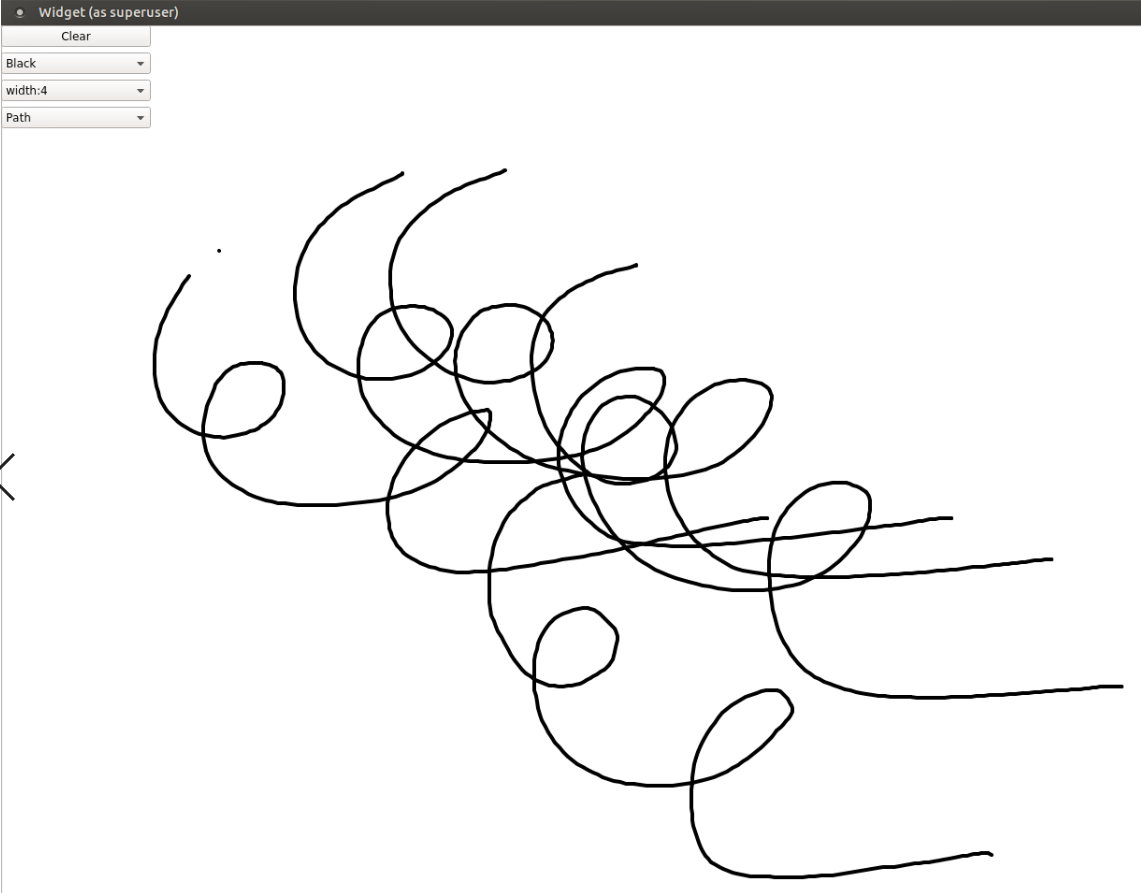 Widget (as superuser)
Clear
Black
width:4
Path